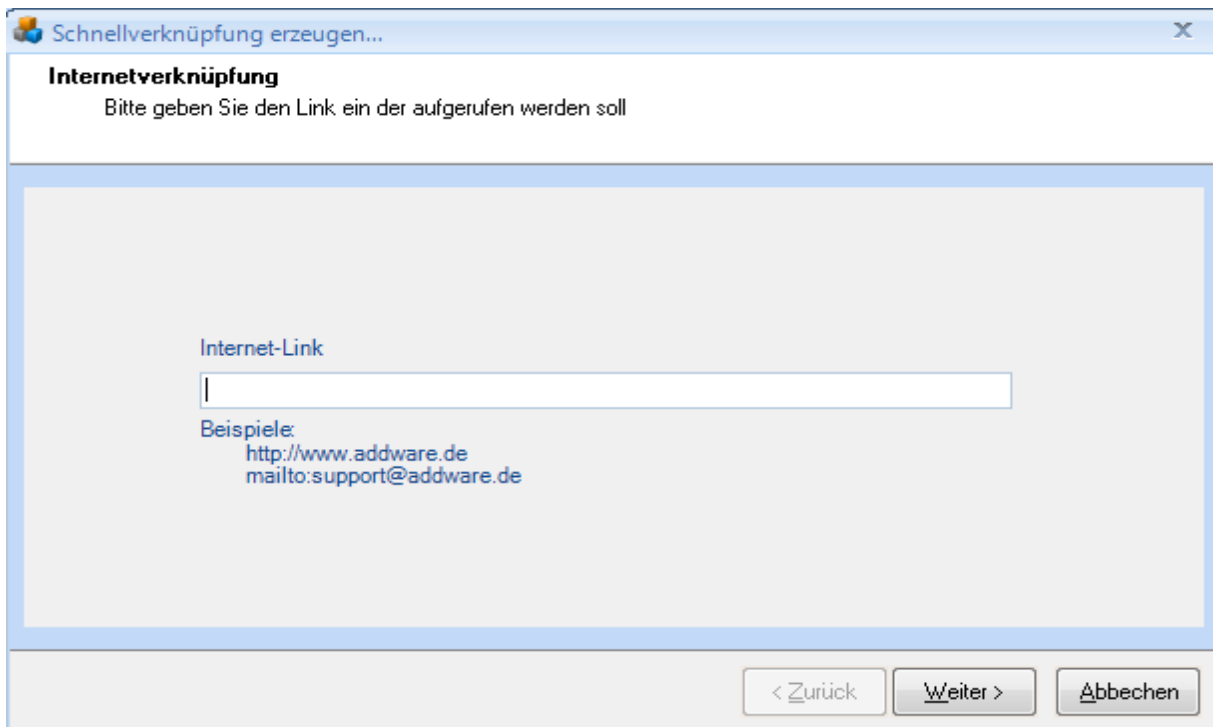 Schnellverknüpfung erzeugen...
Internetverknüpfung
Bitte geben Sie den Link ein der aufgerufen werden soll
Internet-Link
Beispiele:
http://www.addware.de
mailto:support@addware.de
< Zurück Weiter > Abbechen